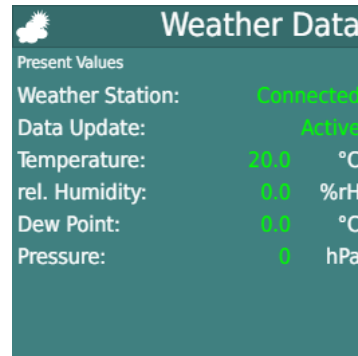 Weather Data
Present Values
Weather Station: Connected
Data Update: Active
Temperature: 20.0 °C
rel. Humidity: 0.0 %rH
Dew Point: 0.0 °C
Pressure: 0 hPa